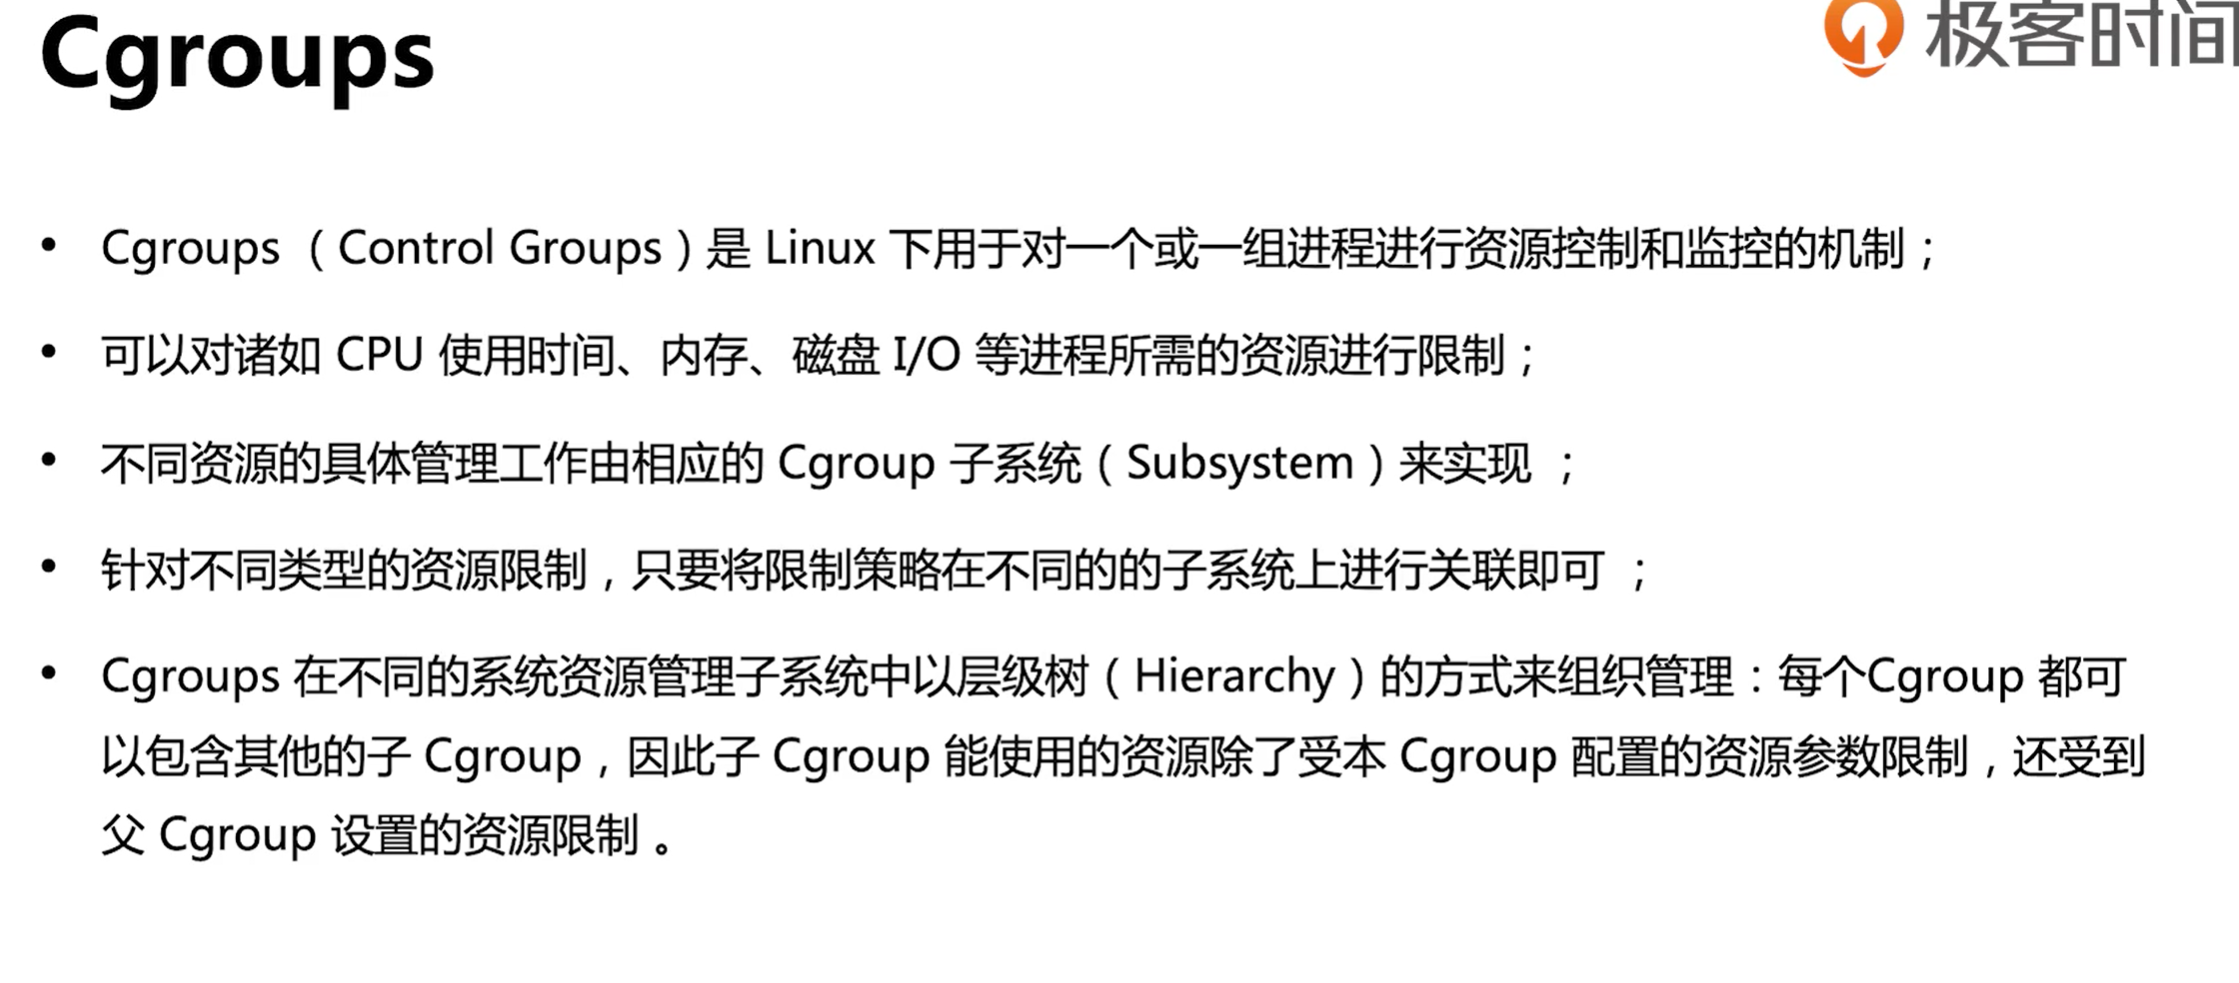 Cgroups
极客时间
• Cgroups （Control Groups）是 Linux 下用于对一个或一组进程进行资源控制和监控的机制；
• 可以对诸如 CPU 使用时间、内存、磁盘 I/O 等进程所需的资源进行限制；
• 不同资源的具体管理工作由相应的 Cgroup 子系统（Subsystem）来实现 ；
• 针对不同类型的资源限制，只要将限制策略在不同的的子系统上进行关联即可 ；
• Cgroups 在不同的系统资源管理子系统中以层级树（Hierarchy）的方式来组织管理：每个Cgroup 都可
以包含其他的子 Cgroup，因此子 Cgroup 能使用的资源除了受本 Cgroup 配置的资源参数限制，还受到
父 Cgroup 设置的资源限制 。